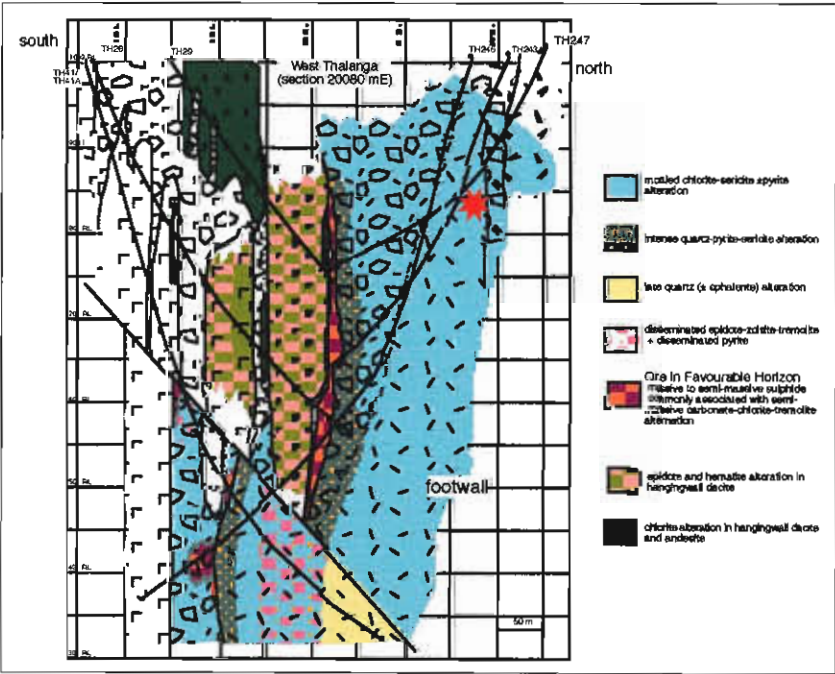 south
TH28
TH29
TH247
TH245
TH243
north
TH41/
TH41A
West Thalanga
(section 20080 mE)
footwall
50 m
mottled chlorite-sericite ±pyrite
alteration
intense quartz-pyrite-sericite alteration
late quartz (± sphalerite) alteration
disseminated epidote-zoisite-tremolite
+ disseminated pyrite
Ore in Favourable Horizon
massive to semi-massive sulphide
commonly associated with semi-
massive carbonate-chlorite-tremolite
alteration
epidote and hematite alteration in
hangingwall dacite
chlorite alteration in hangingwall dacite
and andesite